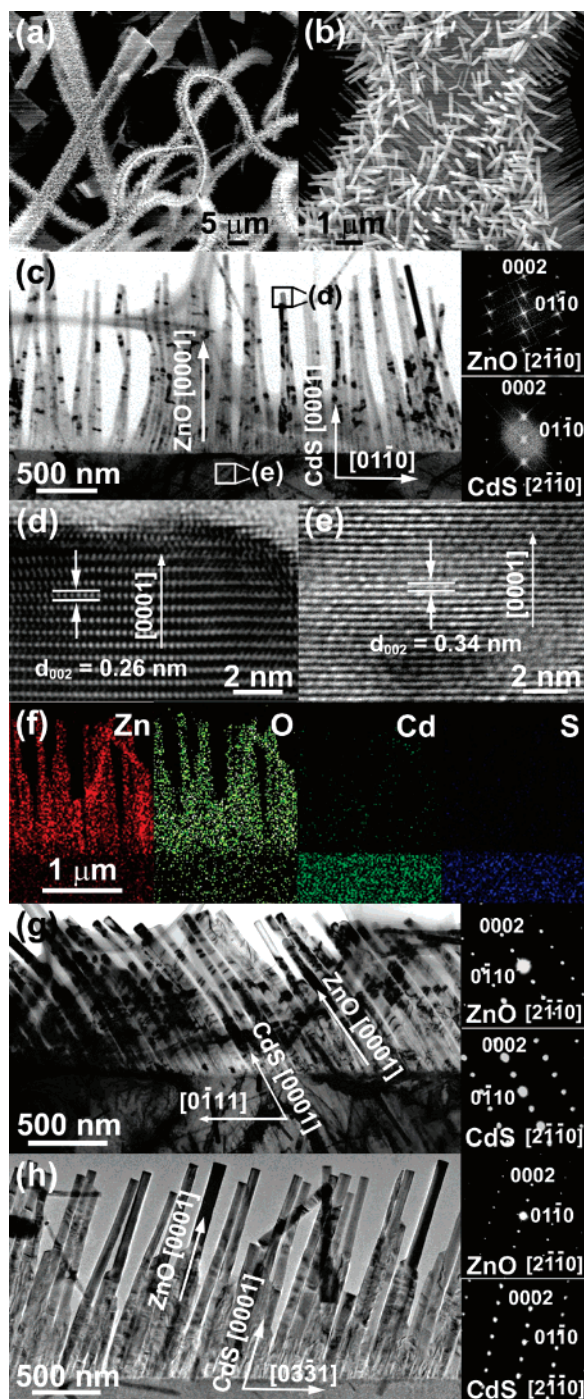 (a)
5 μm
(b)
1 μm
(c)
(d)
ZnO [0001]
CdS [0001]
(e)
[011̄0]
500 nm
0002
011̄0
ZnO [21̄1̄0]
0002
011̄0
CdS [21̄1̄0]
(d)
[0001]
d₀₀₂ = 0.26 nm
2 nm
(e)
[0001]
d₀₀₂ = 0.34 nm
2 nm
(f)
Zn
O
Cd
S
1 μm
(g)
ZnO [0001]
CdS [0001]
[01̄11]
500 nm
0002
01̄10
ZnO [21̄1̄0]
0002
01̄10
CdS [21̄1̄0]
(h)
ZnO [0001]
CdS [0001]
[033̄1]
500 nm
0002
011̄0
ZnO [21̄1̄0]
0002
011̄0
CdS [21̄1̄0]